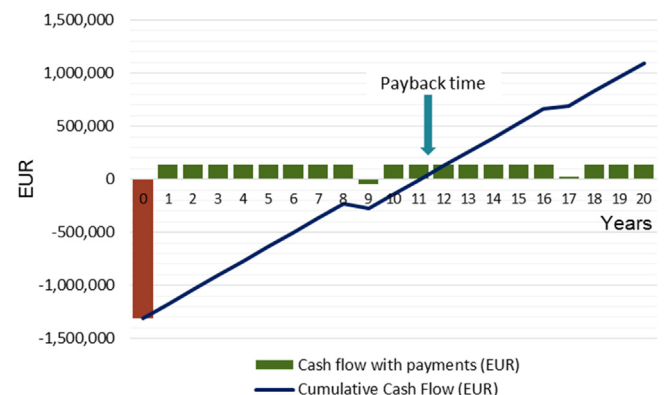 1,500,000
1,000,000
Payback time
500,000
EUR
0
0 1 2 3 4 5 6 7 8 9 10 11 12 13 14 15 16 17 18 19 20
Years
-500,000
-1,000,000
-1,500,000
Cash flow with payments (EUR)
Cumulative Cash Flow (EUR)